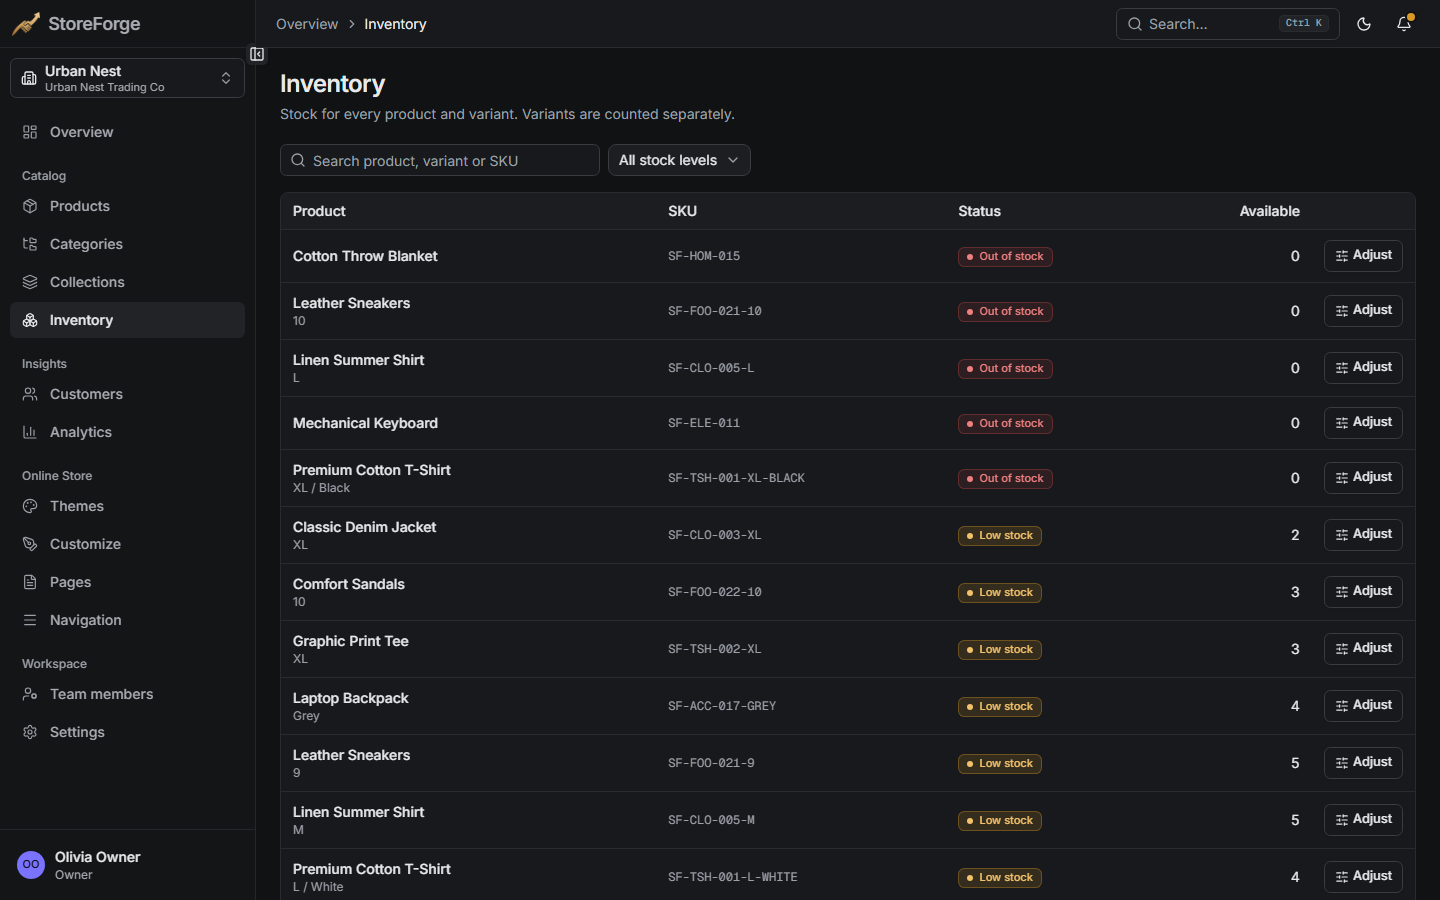 StoreForge
Overview > Inventory
Search...
Ctrl K
Urban Nest
Urban Nest Trading Co
Overview
Catalog
Products
Categories
Collections
Inventory
Insights
Customers
Analytics
Online Store
Themes
Customize
Pages
Navigation
Workspace
Team members
Settings
OO
Olivia Owner
Owner
Inventory
Stock for every product and variant. Variants are counted separately.
Search product, variant or SKU
All stock levels
Product SKU Status Available
Cotton Throw Blanket SF-HOM-015 Out of stock 0 Adjust
Leather Sneakers
10
SF-FOO-021-10 Out of stock 0 Adjust
Linen Summer Shirt
L
SF-CLO-005-L Out of stock 0 Adjust
Mechanical Keyboard SF-ELE-011 Out of stock 0 Adjust
Premium Cotton T-Shirt
XL / Black
SF-TSH-001-XL-BLACK Out of stock 0 Adjust
Classic Denim Jacket
XL
SF-CLO-003-XL Low stock 2 Adjust
Comfort Sandals
10
SF-FOO-022-10 Low stock 3 Adjust
Graphic Print Tee
XL
SF-TSH-002-XL Low stock 3 Adjust
Laptop Backpack
Grey
SF-ACC-017-GREY Low stock 4 Adjust
Leather Sneakers
9
SF-FOO-021-9 Low stock 5 Adjust
Linen Summer Shirt
M
SF-CLO-005-M Low stock 5 Adjust
Premium Cotton T-Shirt
L / White
SF-TSH-001-L-WHITE Low stock 4 Adjust